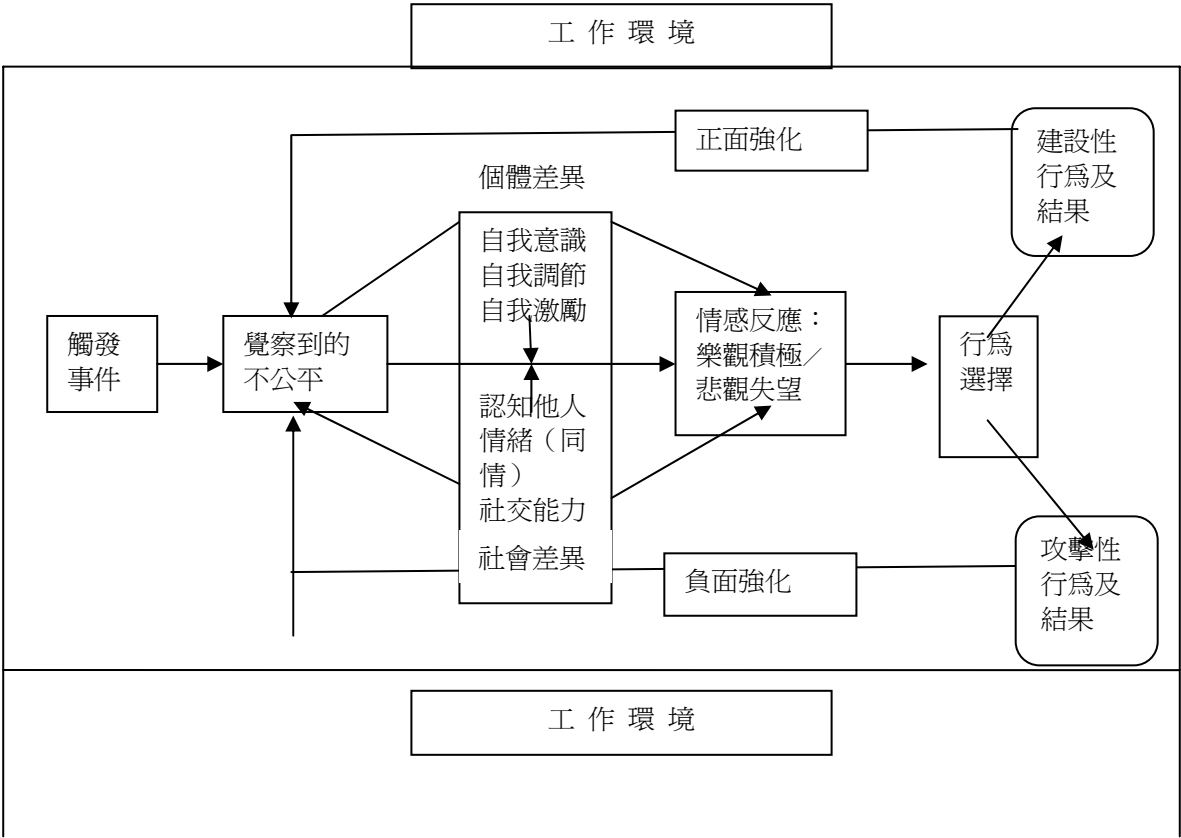 工 作 環 境
正面強化
建設性
行爲及
結果
個體差異
自我意識
自我調節
自我激勵
觸發
事件
覺察到的
不公平
情感反應：
樂觀積極／
悲觀失望
行爲
選擇
認知他人
情緒（同
情）
社交能力
社會差異
負面強化
攻擊性
行爲及
結果
工 作 環 境